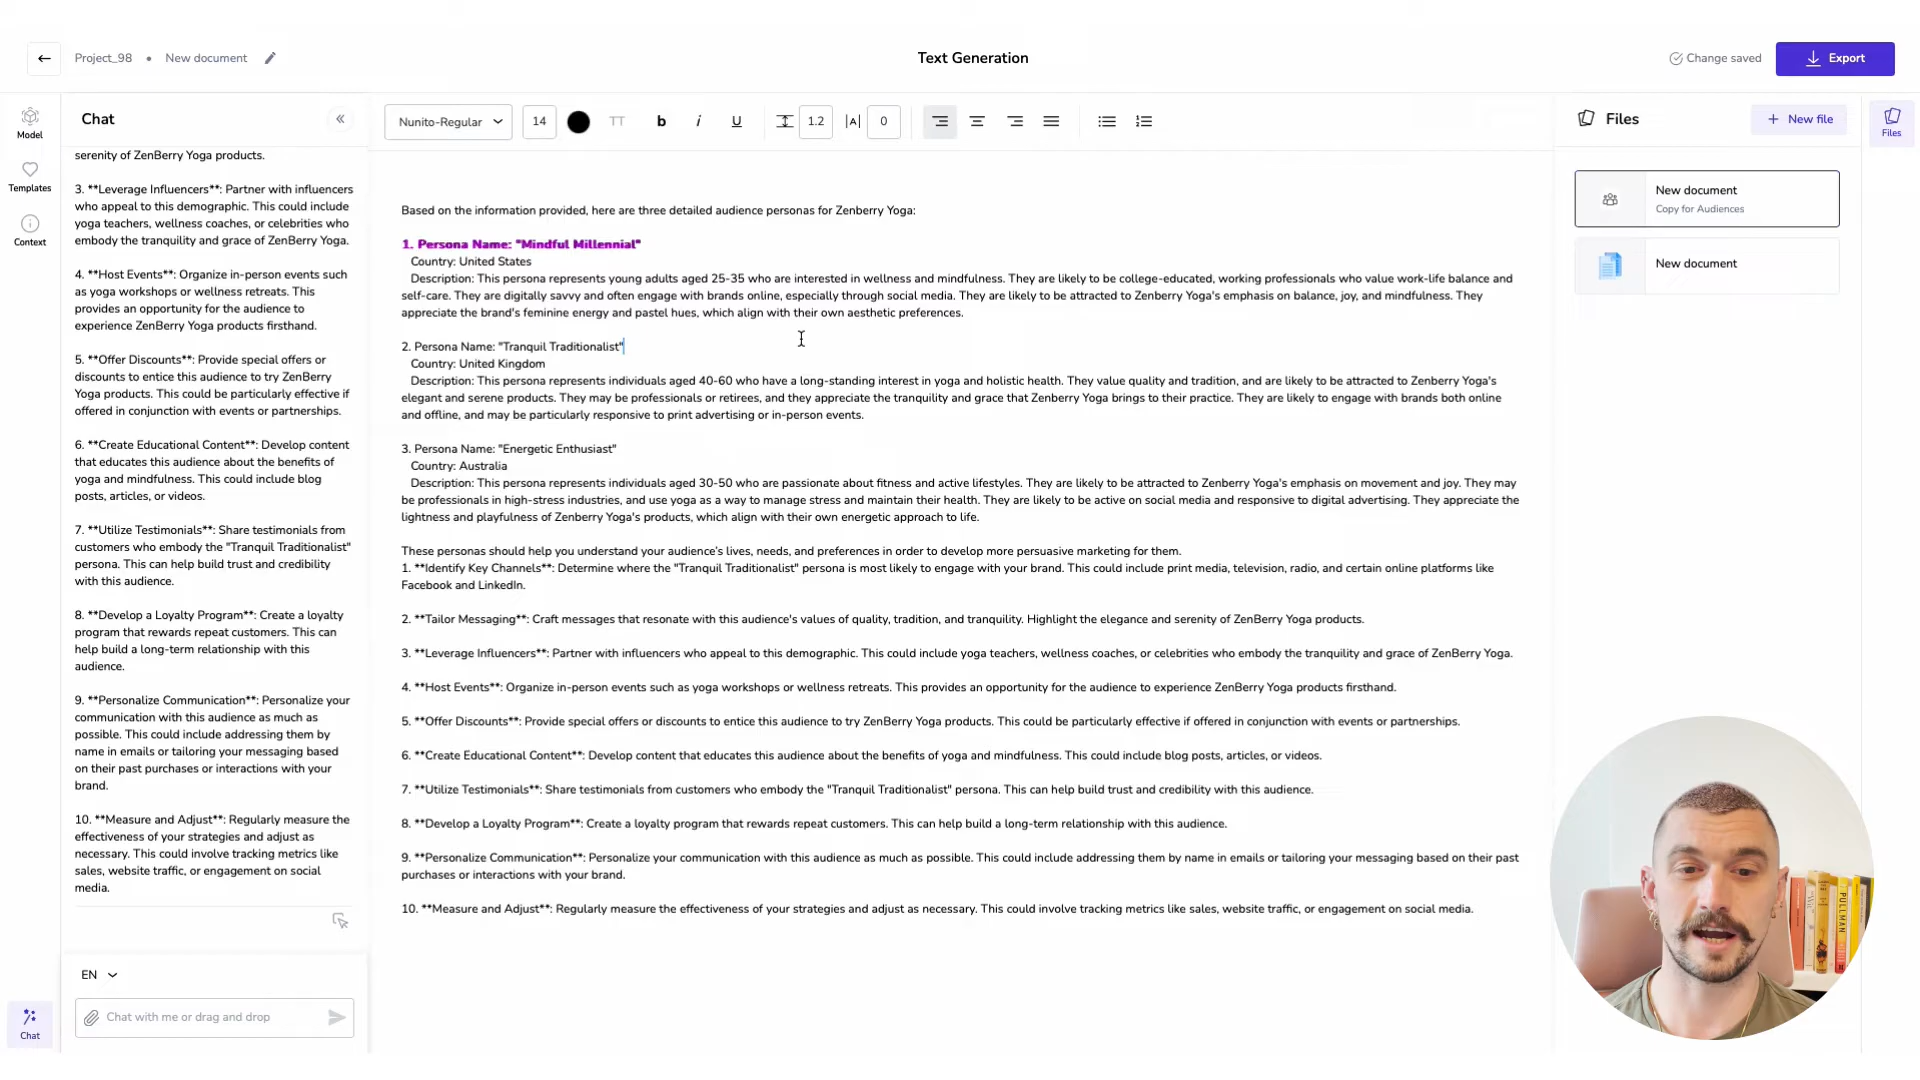 Project_98 • New document
Text Generation
Change saved
Export
Model
Templates
Context
Chat
Chat
serenity of ZenBerry Yoga products.
3. **Leverage Influencers**: Partner with influencers
who appeal to this demographic. This could include
yoga teachers, wellness coaches, or celebrities who
embody the tranquility and grace of ZenBerry Yoga.
4. **Host Events**: Organize in-person events such
as yoga workshops or wellness retreats. This
provides an opportunity for the audience to
experience ZenBerry Yoga products firsthand.
5. **Offer Discounts**: Provide special offers or
discounts to entice this audience to try ZenBerry
Yoga products. This could be particularly effective if
offered in conjunction with events or partnerships.
6. **Create Educational Content**: Develop content
that educates this audience about the benefits of
yoga and mindfulness. This could include blog
posts, articles, or videos.
7. **Utilize Testimonials**: Share testimonials from
customers who embody the "Tranquil Traditionalist"
persona. This can help build trust and credibility
with this audience.
8. **Develop a Loyalty Program**: Create a loyalty
program that rewards repeat customers. This can
help build a long-term relationship with this
audience.
9. **Personalize Communication**: Personalize your
communication with this audience as much as
possible. This could include addressing them by
name in emails or tailoring your messaging based
on their past purchases or interactions with your
brand.
10. **Measure and Adjust**: Regularly measure the
effectiveness of your strategies and adjust as
necessary. This could involve tracking metrics like
sales, website traffic, or engagement on social
media.
EN
Chat with me or drag and drop
Nunito-Regular 14 TT b i U 1.2 |A| 0
Based on the information provided, here are three detailed audience personas for Zenberry Yoga:
1. Persona Name: "Mindful Millennial"
Country: United States
Description: This persona represents young adults aged 25-35 who are interested in wellness and mindfulness. They are likely to be college-educated, working professionals who value work-life balance and
self-care. They are digitally savvy and often engage with brands online, especially through social media. They are likely to be attracted to Zenberry Yoga's emphasis on balance, joy, and mindfulness. They
appreciate the brand's feminine energy and pastel hues, which align with their own aesthetic preferences.
2. Persona Name: "Tranquil Traditionalist"
Country: United Kingdom
Description: This persona represents individuals aged 40-60 who have a long-standing interest in yoga and holistic health. They value quality and tradition, and are likely to be attracted to Zenberry Yoga's
elegant and serene products. They may be professionals or retirees, and they appreciate the tranquility and grace that Zenberry Yoga brings to their practice. They are likely to engage with brands both online
and offline, and may be particularly responsive to print advertising or in-person events.
3. Persona Name: "Energetic Enthusiast"
Country: Australia
Description: This persona represents individuals aged 30-50 who are passionate about fitness and active lifestyles. They are likely to be attracted to Zenberry Yoga's emphasis on movement and joy. They may
be professionals in high-stress industries, and use yoga as a way to manage stress and maintain their health. They are likely to be active on social media and responsive to digital advertising. They appreciate the
lightness and playfulness of Zenberry Yoga's products, which align with their own energetic approach to life.
These personas should help you understand your audience's lives, needs, and preferences in order to develop more persuasive marketing for them.
1. **Identify Key Channels**: Determine where the "Tranquil Traditionalist" persona is most likely to engage with your brand. This could include print media, television, radio, and certain online platforms like
Facebook and LinkedIn.
2. **Tailor Messaging**: Craft messages that resonate with this audience's values of quality, tradition, and tranquility. Highlight the elegance and serenity of ZenBerry Yoga products.
3. **Leverage Influencers**: Partner with influencers who appeal to this demographic. This could include yoga teachers, wellness coaches, or celebrities who embody the tranquility and grace of ZenBerry Yoga.
4. **Host Events**: Organize in-person events such as yoga workshops or wellness retreats. This provides an opportunity for the audience to experience ZenBerry Yoga products firsthand.
5. **Offer Discounts**: Provide special offers or discounts to entice this audience to try ZenBerry Yoga products. This could be particularly effective if offered in conjunction with events or partnerships.
6. **Create Educational Content**: Develop content that educates this audience about the benefits of yoga and mindfulness. This could include blog posts, articles, or videos.
7. **Utilize Testimonials**: Share testimonials from customers who embody the "Tranquil Traditionalist" persona. This can help build trust and credibility with this audience.
8. **Develop a Loyalty Program**: Create a loyalty program that rewards repeat customers. This can help build a long-term relationship with this audience.
9. **Personalize Communication**: Personalize your communication with this audience as much as possible. This could include addressing them by name in emails or tailoring your messaging based on their past
purchases or interactions with your brand.
10. **Measure and Adjust**: Regularly measure the effectiveness of your strategies and adjust as necessary. This could involve tracking metrics like sales, website traffic, or engagement on social media.
Files
+ New file
Files
New document
Copy for Audiences
New document
PULLMAN